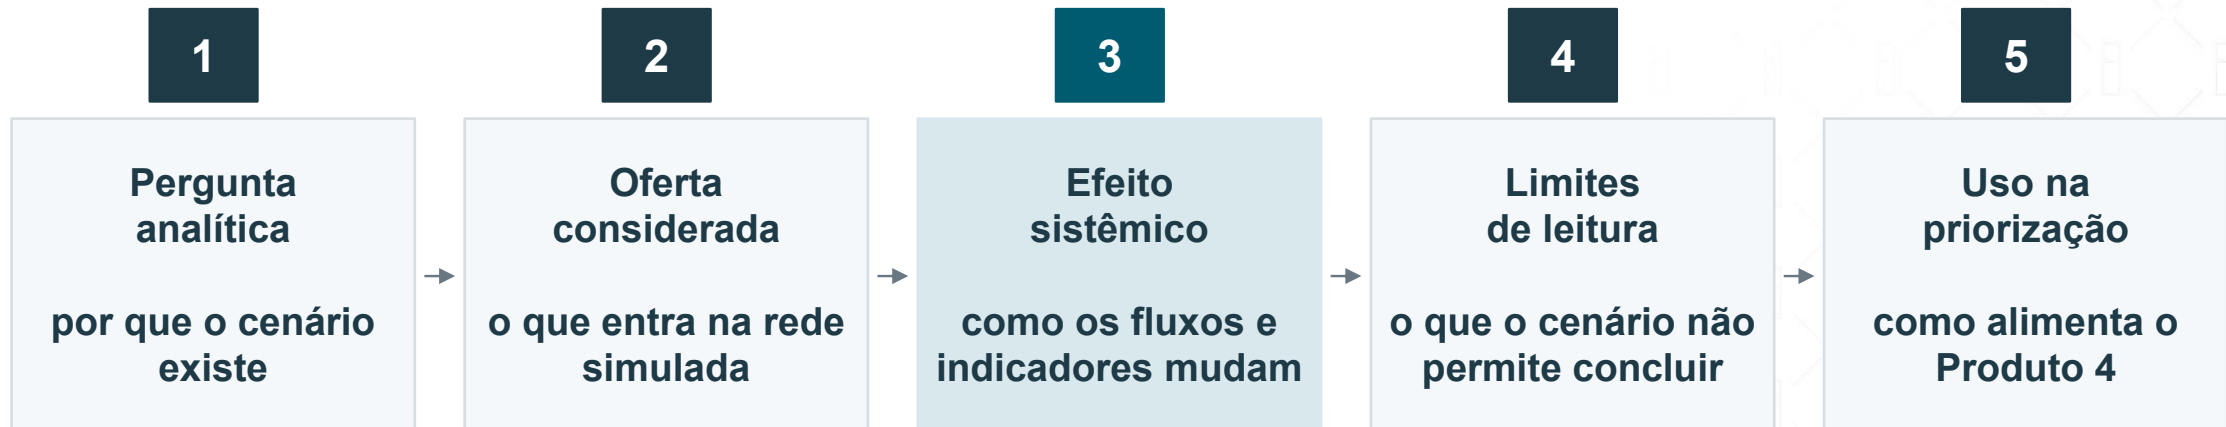 1
Pergunta
analítica
por que o cenário
existe
2
Oferta
considerada
o que entra na rede
simulada
3
Efeito
sistêmico
como os fluxos e
indicadores mudam
4
Limites
de leitura
o que o cenário não
permite concluir
5
Uso na
priorização
como alimenta o
Produto 4